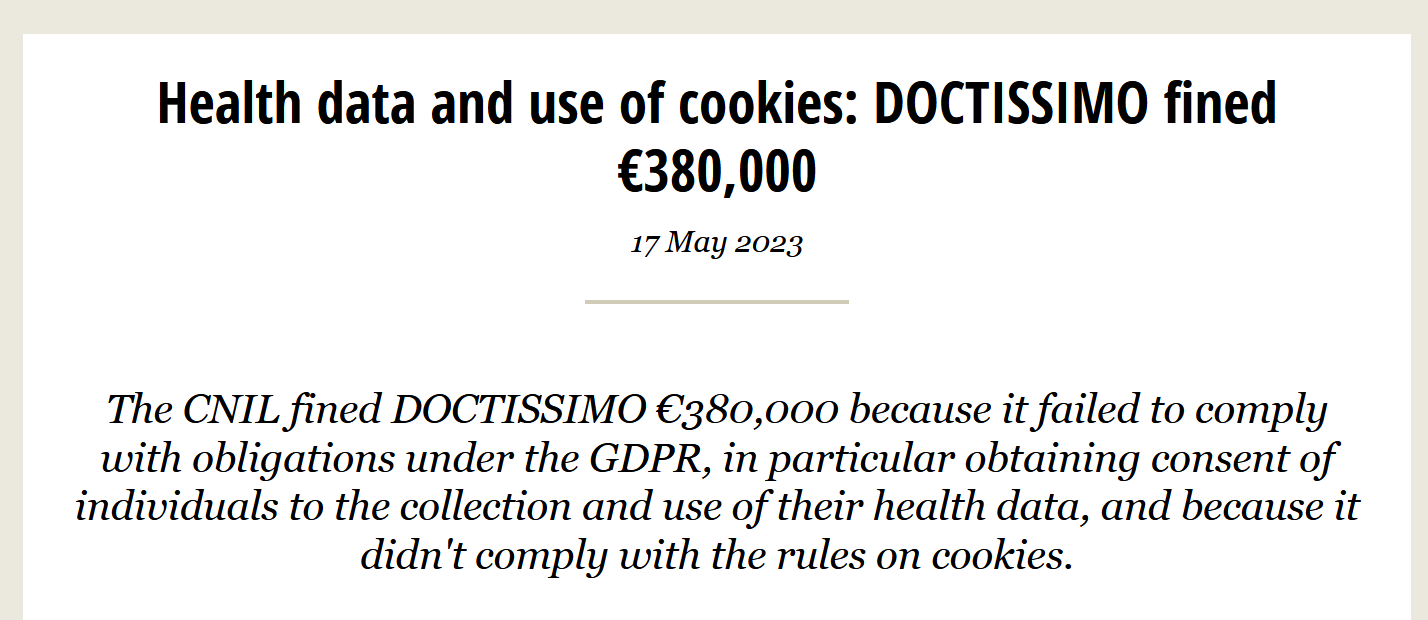 Health data and use of cookies: DOCTISSIMO fined
€380,000
17 May 2023
The CNIL fined DOCTISSIMO €380,000 because it failed to comply
with obligations under the GDPR, in particular obtaining consent of
individuals to the collection and use of their health data, and because it
didn't comply with the rules on cookies.